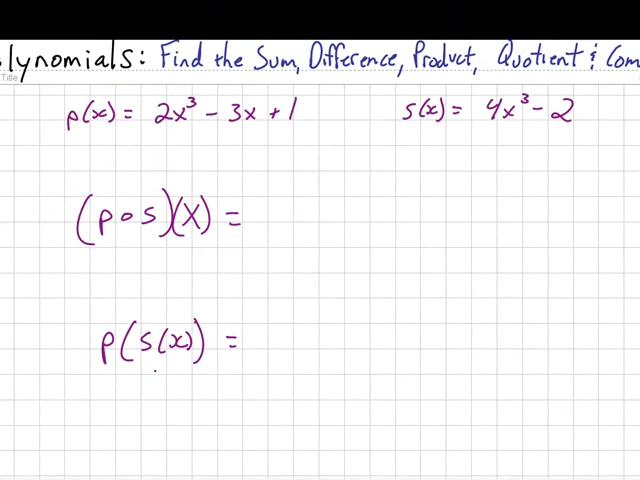 lynomials: Find the Sum, Difference, Product, Quotient & Com
Title
p(x) = 2x³ - 3x + 1 s(x) = 4x³ - 2
(p∘s)(x) =
p(s(x)) =